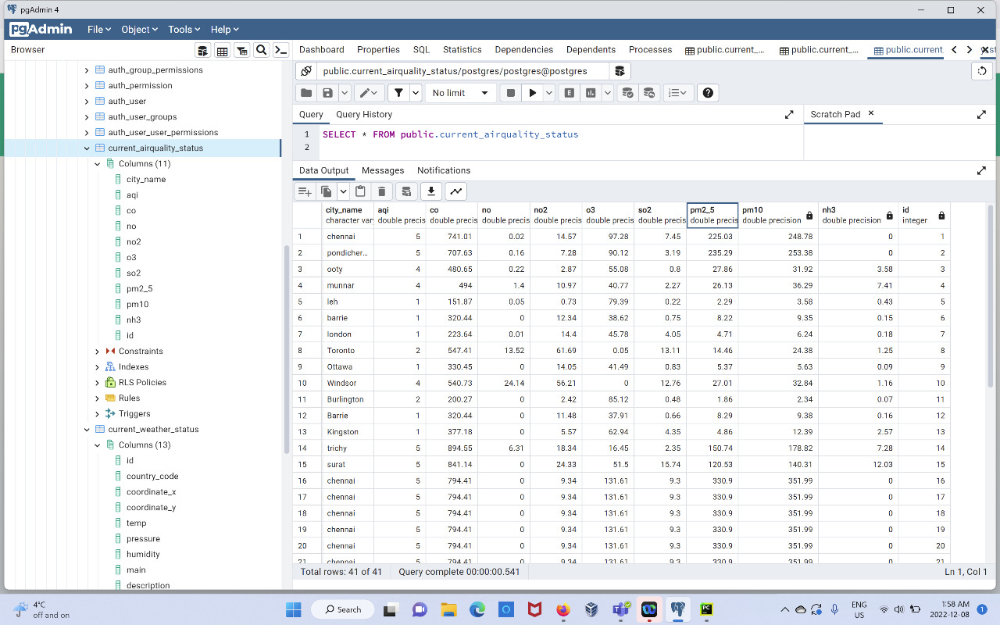 pgAdmin 4
pgAdmin File Object Tools Help
Browser
Dashboard Properties SQL Statistics Dependencies Dependents Processes public.current_... public.current_... public.current.
auth_group_permissions
auth_permission
auth_user
auth_user_groups
auth_user_user_permissions
current_airquality_status
Columns (11)
city_name
aqi
co
no
no2
o3
so2
pm2_5
pm10
nh3
id
Constraints
Indexes
RLS Policies
Rules
Triggers
current_weather_status
Columns (13)
id
country_code
coordinate_x
coordinate_y
temp
pressure
humidity
main
description
public.current_airquality_status/postgres/postgres@postgres
No limit
E
Query Query History
Scratch Pad
1 SELECT * FROM public.current_airquality_status
2
Data Output Messages Notifications
city_name aqi co no no2 o3 so2 pm2_5 pm10 nh3 id
character var double precis double precis double precis double precis double precis double precis double precis double precision double precision integer
1 chennai 5 741.01 0.02 14.57 97.28 7.45 225.03 248.78 0 1
2 pondicher... 5 707.63 0.16 7.28 90.12 3.19 235.29 253.38 0 2
3 ooty 4 480.65 0.22 2.87 55.08 0.8 27.86 31.92 3.58 3
4 munnar 4 494 1.4 10.97 40.77 2.27 26.13 36.29 7.41 4
5 leh 1 151.87 0.05 0.73 79.39 0.22 2.29 3.58 0.43 5
6 barrie 1 320.44 0 12.34 38.62 0.75 8.22 9.35 0.15 6
7 london 1 223.64 0.01 14.4 45.78 4.05 4.71 6.24 0.18 7
8 Toronto 2 547.41 13.52 61.69 0.05 13.11 14.46 24.38 1.25 8
9 Ottawa 1 330.45 0 14.05 41.49 0.83 5.37 5.63 0.09 9
10 Windsor 4 540.73 24.14 56.21 0 12.76 27.01 32.84 1.16 10
11 Burlington 2 200.27 0 2.42 85.12 0.48 1.86 2.34 0.07 11
12 Barrie 1 320.44 0 11.48 37.91 0.66 8.29 9.38 0.16 12
13 Kingston 1 377.18 0 5.57 62.94 4.35 4.86 12.39 2.57 13
14 trichy 5 894.55 6.31 18.34 16.45 2.35 150.74 178.82 7.28 14
15 surat 5 841.14 0 24.33 51.5 15.74 120.53 140.31 12.03 15
16 chennai 5 794.41 0 9.34 131.61 9.3 330.9 351.99 0 16
17 chennai 5 794.41 0 9.34 131.61 9.3 330.9 351.99 0 17
18 chennai 5 794.41 0 9.34 131.61 9.3 330.9 351.99 0 18
19 chennai 5 794.41 0 9.34 131.61 9.3 330.9 351.99 0 19
20 chennai 5 794.41 0 9.34 131.61 9.3 330.9 351.99 0 20
21 chennai 5 794.41 0 9.34 131.61 9.3 330.9 351.99 0 21
Total rows: 41 of 41 Query complete 00:00:00.541 Ln 1, Col 1
4°C
off and on
Search
PC
ENG
US
1:58 AM
2022-12-08
1